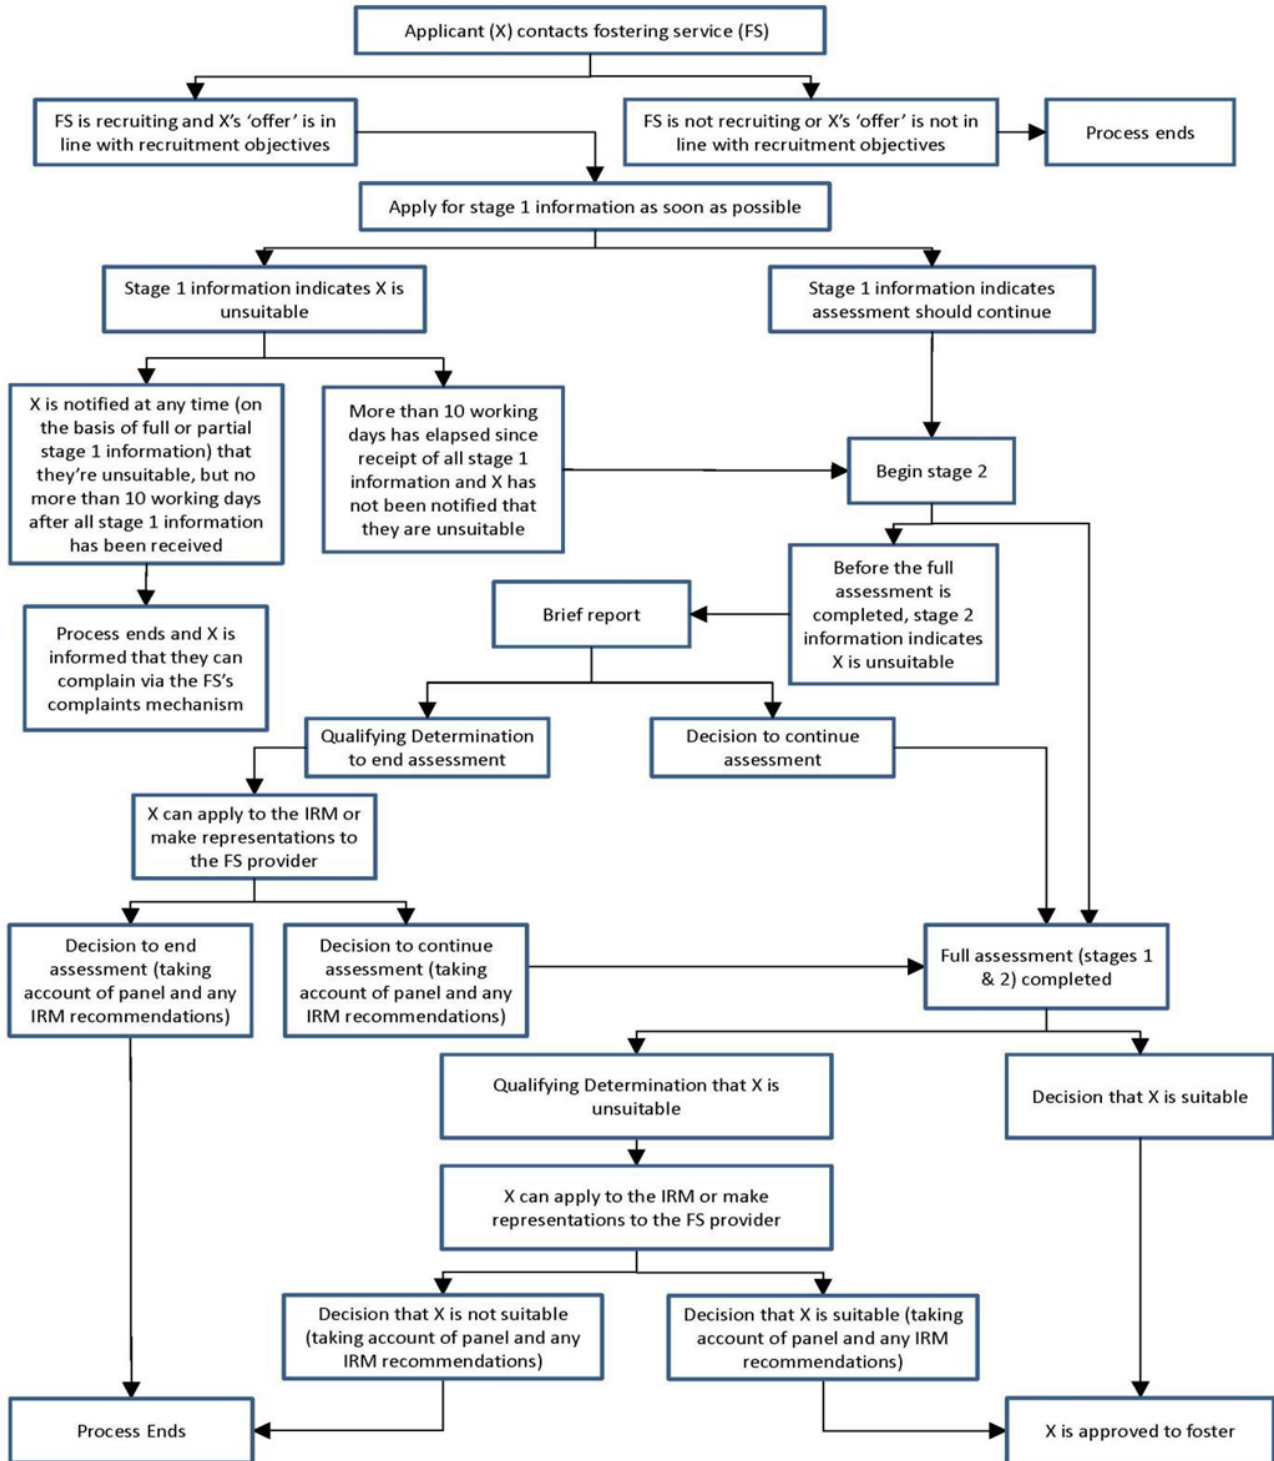 Applicant (X) contacts fostering service (FS)
FS is recruiting and X’s ‘offer’ is in
line with recruitment objectives
FS is not recruiting or X’s ‘offer’ is not in
line with recruitment objectives
Process ends
Apply for stage 1 information as soon as possible
Stage 1 information indicates X is
unsuitable
Stage 1 information indicates
assessment should continue
X is notified at any time (on
the basis of full or partial
stage 1 information) that
they’re unsuitable, but no
more than 10 working days
after all stage 1 information
has been received
More than 10 working
days has elapsed since
receipt of all stage 1
information and X has
not been notified that
they are unsuitable
Begin stage 2
Before the full
assessment is
completed, stage 2
information indicates
X is unsuitable
Brief report
Process ends and X is
informed that they can
complain via the FS’s
complaints mechanism
Qualifying Determination
to end assessment
Decision to continue
assessment
X can apply to the IRM or
make representations to
the FS provider
Decision to end
assessment (taking
account of panel and any
IRM recommendations)
Decision to continue
assessment (taking
account of panel and any
IRM recommendations)
Full assessment (stages 1
& 2) completed
Qualifying Determination that X is
unsuitable
Decision that X is suitable
X can apply to the IRM or make
representations to the FS provider
Decision that X is not suitable
(taking account of panel and any
IRM recommendations)
Decision that X is suitable (taking
account of panel and any IRM
recommendations)
Process Ends
X is approved to foster